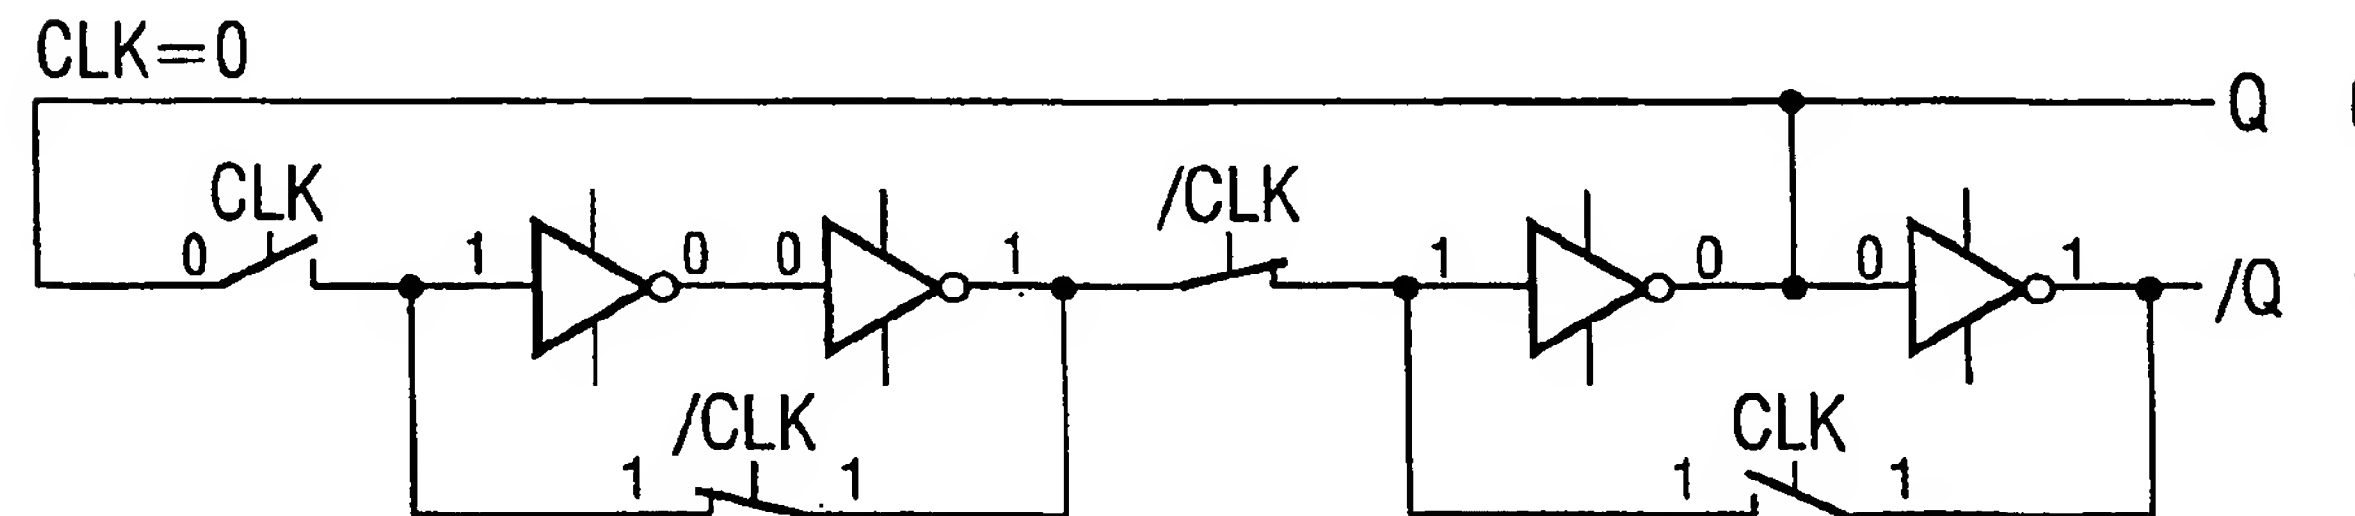 CLK=0
Q
CLK
/CLK
0 1 0 0 1 1 0 0 1
/Q
/CLK
CLK
1 1 1 1